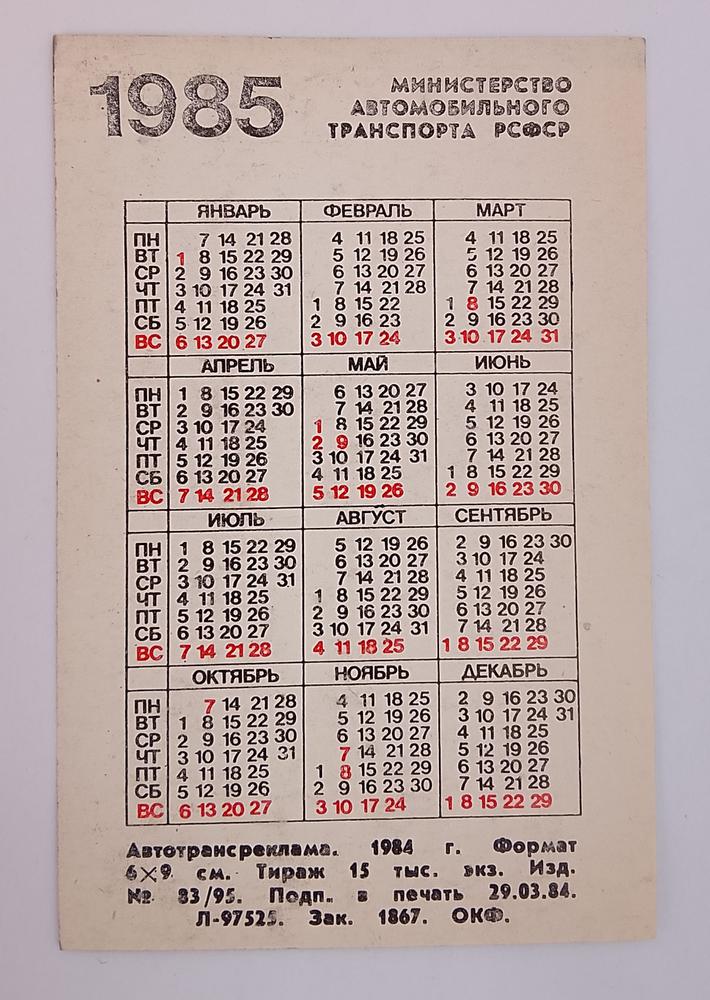 1985
МИНИСТЕРСТВО
АВТОМОБИЛЬНОГО
ТРАНСПОРТА РСФСР
ЯНВАРЬ ФЕВРАЛЬ МАРТ
ПН 7 14 21 28 4 11 18 25 4 11 18 25
ВТ 1 8 15 22 29 5 12 19 26 5 12 19 26
СР 2 9 16 23 30 6 13 20 27 6 13 20 27
ЧТ 3 10 17 24 31 7 14 21 28 7 14 21 28
ПТ 4 11 18 25 1 8 15 22 1 8 15 22 29
СБ 5 12 19 26 2 9 16 23 2 9 16 23 30
ВС 6 13 20 27 3 10 17 24 3 10 17 24 31
АПРЕЛЬ МАЙ ИЮНЬ
ПН 1 8 15 22 29 6 13 20 27 3 10 17 24
ВТ 2 9 16 23 30 7 14 21 28 4 11 18 25
СР 3 10 17 24 1 8 15 22 29 5 12 19 26
ЧТ 4 11 18 25 2 9 16 23 30 6 13 20 27
ПТ 5 12 19 26 3 10 17 24 31 7 14 21 28
СБ 6 13 20 27 4 11 18 25 1 8 15 22 29
ВС 7 14 21 28 5 12 19 26 2 9 16 23 30
ИЮЛЬ АВГУСТ СЕНТЯБРЬ
ПН 1 8 15 22 29 5 12 19 26 2 9 16 23 30
ВТ 2 9 16 23 30 6 13 20 27 3 10 17 24
СР 3 10 17 24 31 7 14 21 28 4 11 18 25
ЧТ 4 11 18 25 1 8 15 22 29 5 12 19 26
ПТ 5 12 19 26 2 9 16 23 30 6 13 20 27
СБ 6 13 20 27 3 10 17 24 31 7 14 21 28
ВС 7 14 21 28 4 11 18 25 1 8 15 22 29
ОКТЯБРЬ НОЯБРЬ ДЕКАБРЬ
ПН 7 14 21 28 4 11 18 25 2 9 16 23 30
ВТ 1 8 15 22 29 5 12 19 26 3 10 17 24 31
СР 2 9 16 23 30 6 13 20 27 4 11 18 25
ЧТ 3 10 17 24 31 7 14 21 28 5 12 19 26
ПТ 4 11 18 25 1 8 15 22 29 6 13 20 27
СБ 5 12 19 26 2 9 16 23 30 7 14 21 28
ВС 6 13 20 27 3 10 17 24 1 8 15 22 29
Автотрансреклама. 1984 г. Формат
6×9 см. Тираж 15 тыс. экз. Изд.
№ 83/95. Подп. в печать 29.03.84.
Л-97525. Зак. 1867. ОКФ.